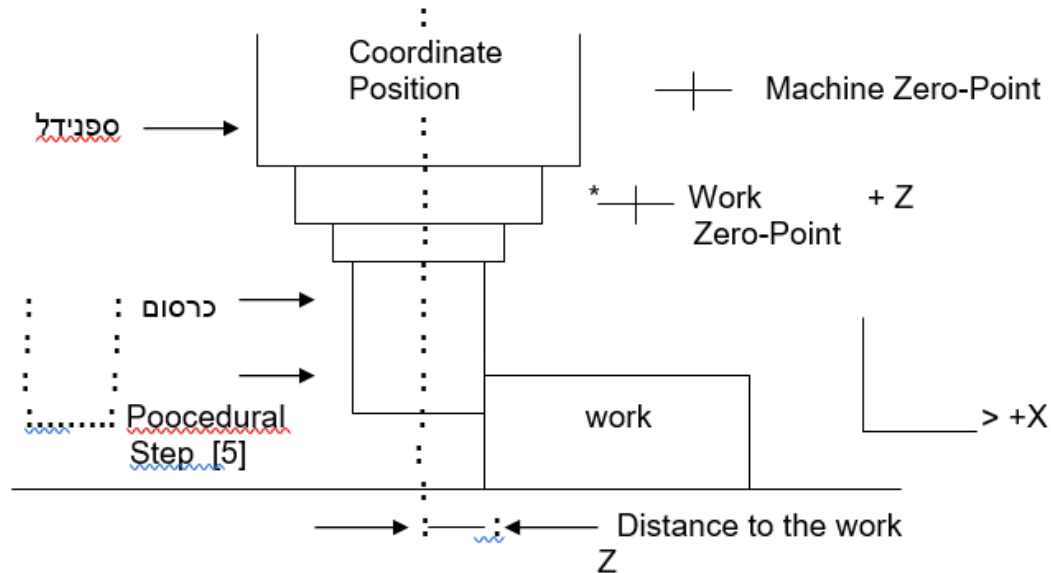 Coordinate
Position
Machine Zero-Point
ספנידל
* Work + Z
Zero-Point
כרסום
Poocedural
Step [5]
work
> +X
Distance to the work
Z